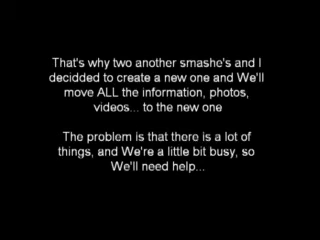 That's why two another smashe's and I
decidded to create a new one and We'll
move ALL the information, photos,
videos... to the new one
The problem is that there is a lot of
things, and We're a little bit busy, so
We'll need help...